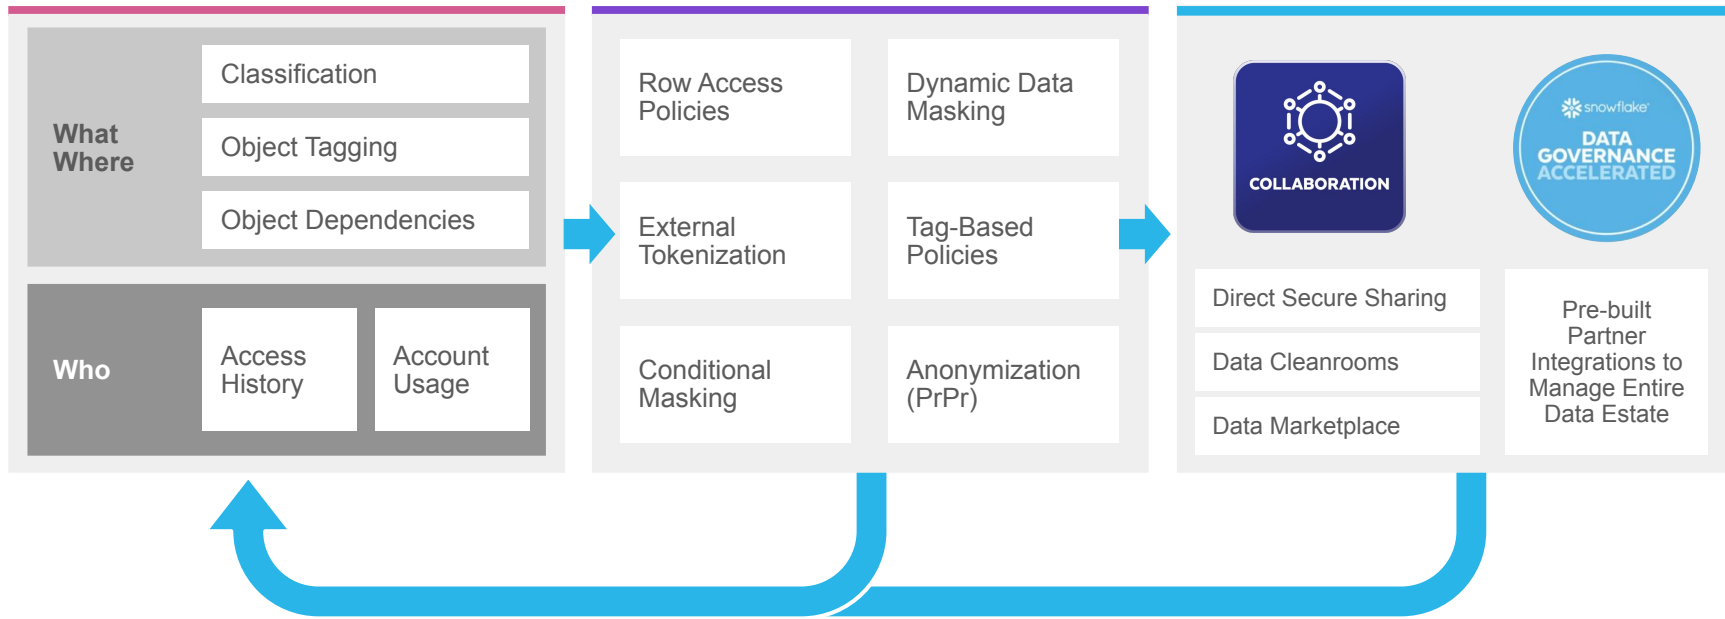 What
Where
Classification
Object Tagging
Object Dependencies
Who
Access
History
Account
Usage
Row Access
Policies
Dynamic Data
Masking
External
Tokenization
Tag-Based
Policies
Conditional
Masking
Anonymization
(PrPr)
COLLABORATION
snowflake®
DATA
GOVERNANCE
ACCELERATED
Direct Secure Sharing
Data Cleanrooms
Data Marketplace
Pre-built
Partner
Integrations to
Manage Entire
Data Estate